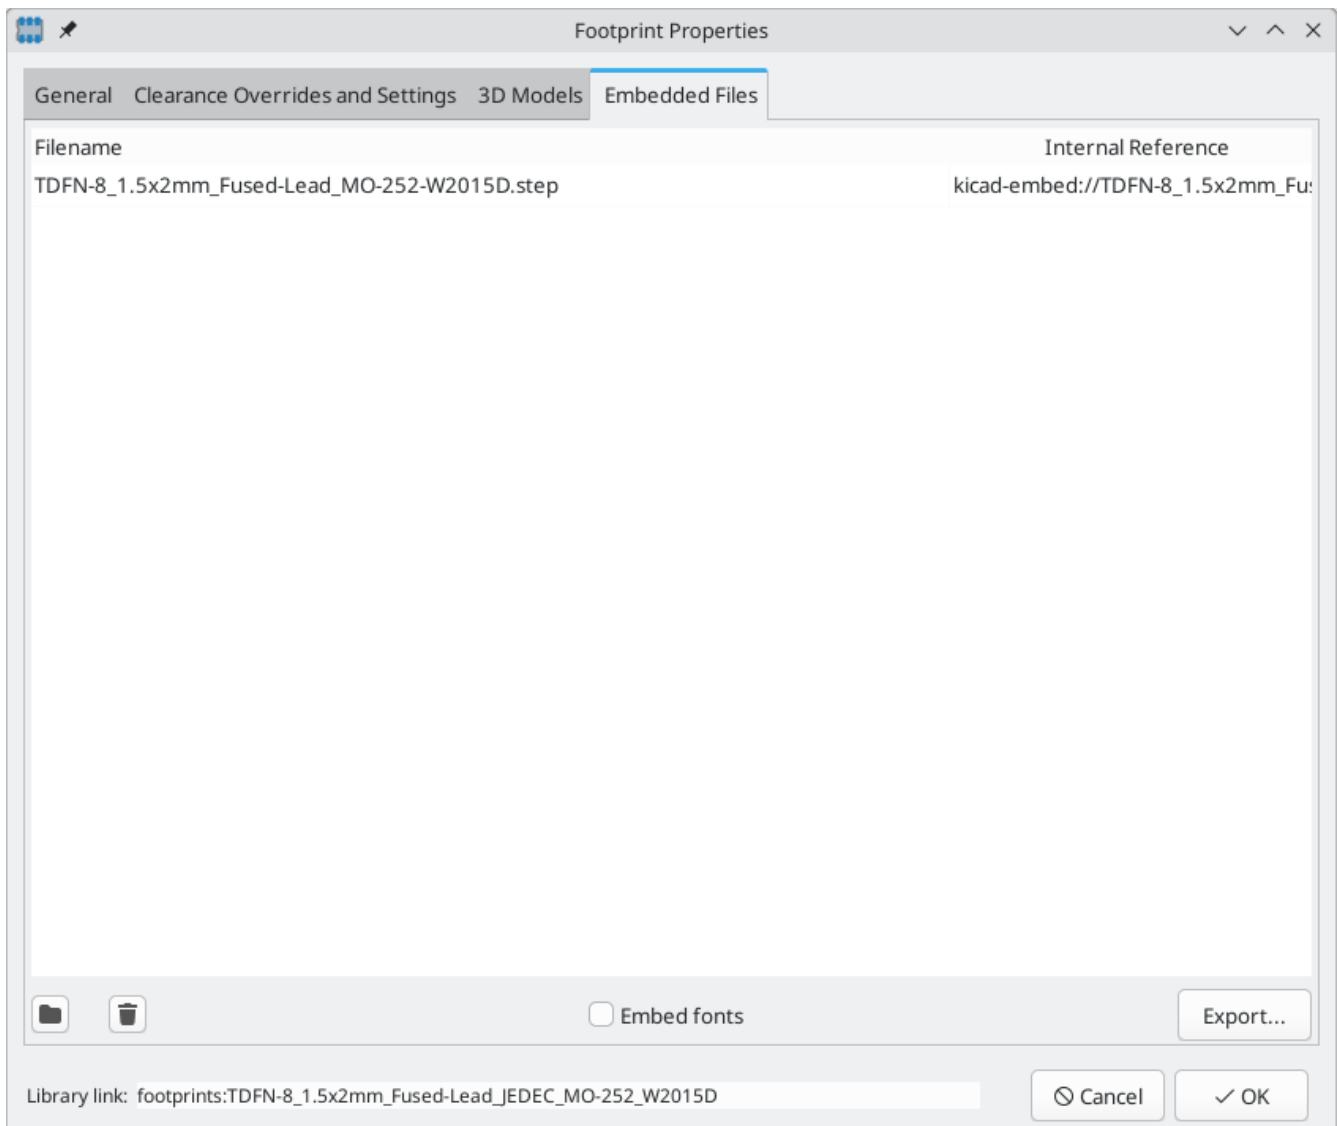 Footprint Properties
General Clearance Overrides and Settings 3D Models Embedded Files
Filename Internal Reference
TDFN-8_1.5x2mm_Fused-Lead_MO-252-W2015D.step kicad-embed://TDFN-8_1.5x2mm_Fus
Embed fonts Export...
Library link: footprints:TDFN-8_1.5x2mm_Fused-Lead_JEDEC_MO-252_W2015D Cancel OK